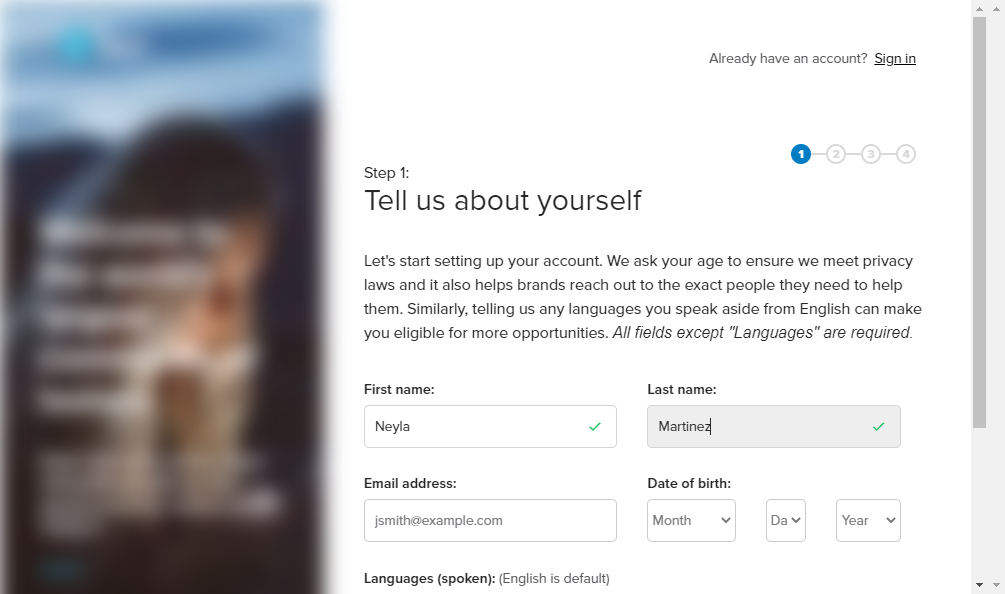 Already have an account? Sign in
1 2 3 4
Step 1:
Tell us about yourself
Let's start setting up your account. We ask your age to ensure we meet privacy
laws and it also helps brands reach out to the exact people they need to help
them. Similarly, telling us any languages you speak aside from English can make
you eligible for more opportunities. All fields except "Languages" are required.
First name: Last name:
Neyla Martinez
Email address: Date of birth:
jsmith@example.com Month Da Year
Languages (spoken): (English is default)